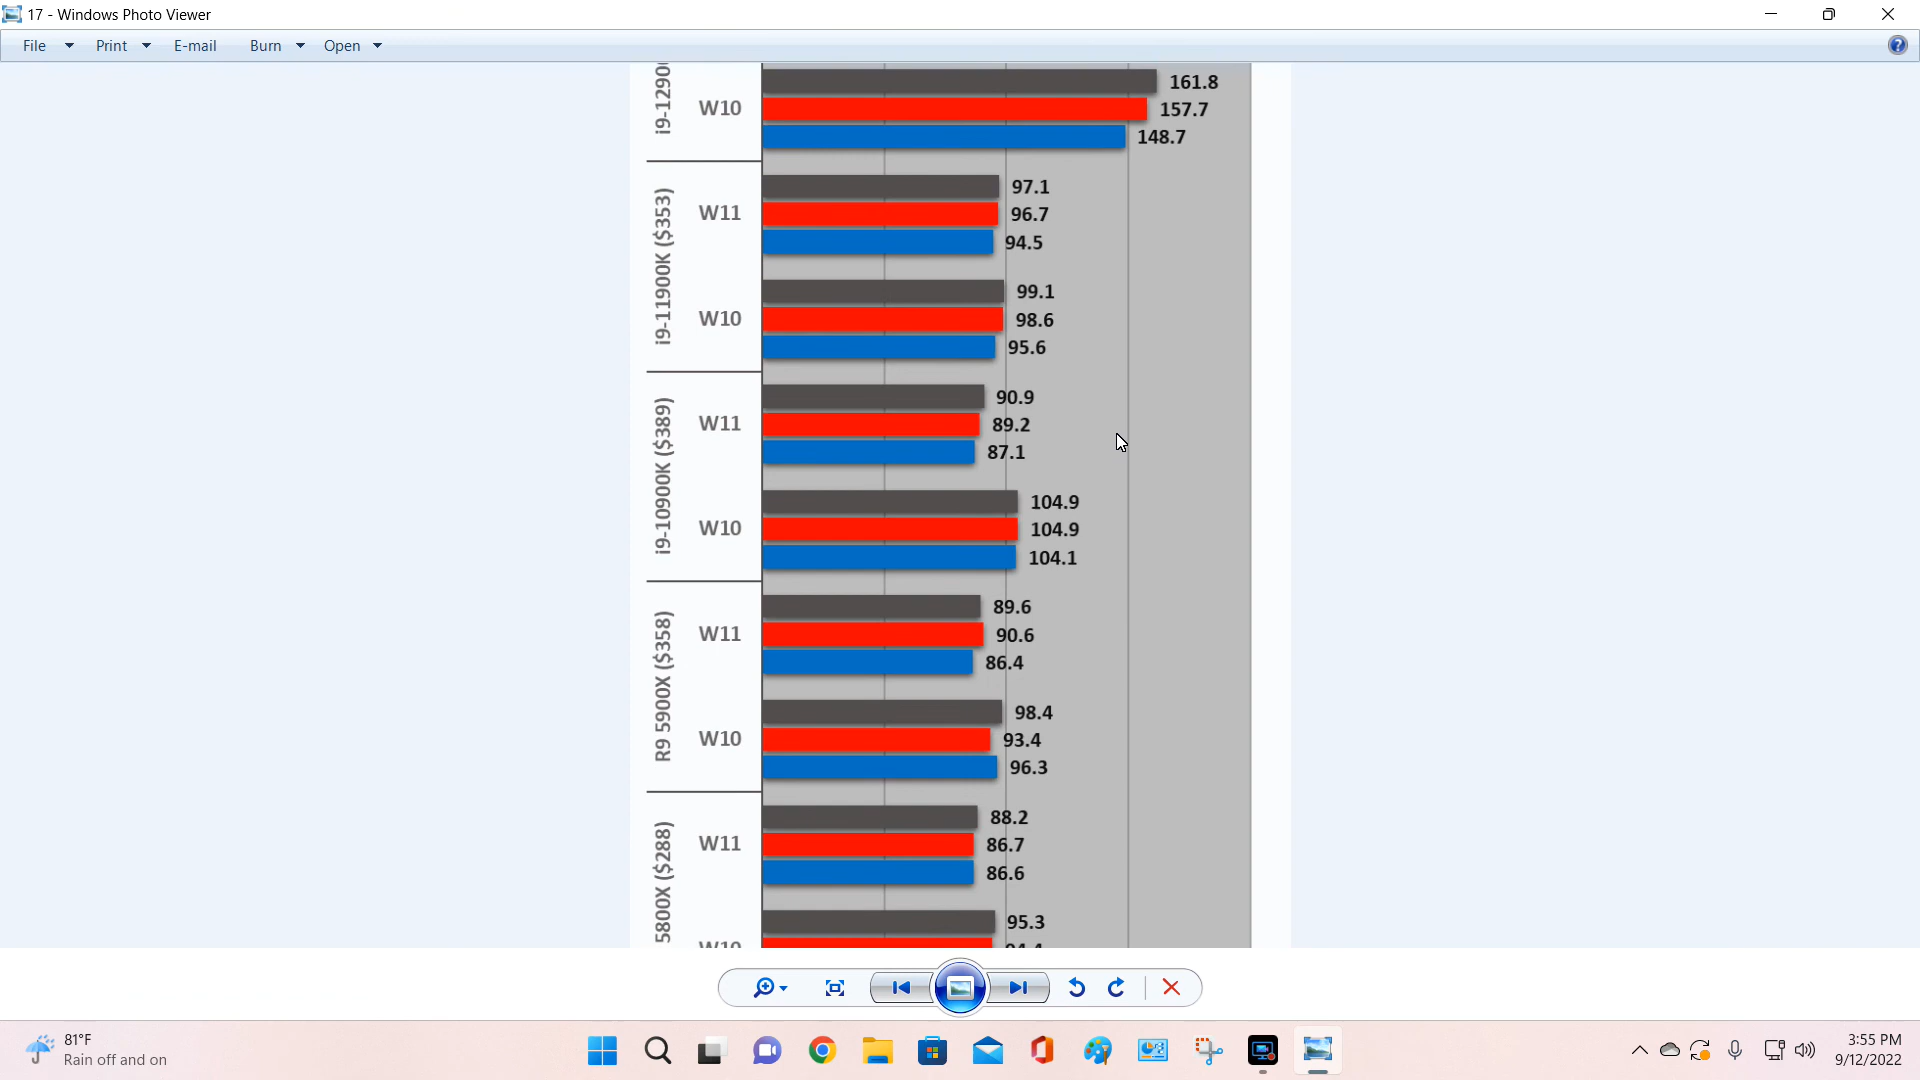 17 - Windows Photo Viewer
File Print E-mail Burn Open
161.8
W10 157.7
148.7
97.1
W11 96.7
94.5
i9-11900K ($353)
99.1
W10 98.6
95.6
90.9
W11 89.2
87.1
i9-10900K ($389)
104.9
W10 104.9
104.1
89.6
W11 90.6
86.4
R9 5900X ($358)
98.4
W10 93.4
96.3
88.2
W11 86.7
86.6
5800X ($288)
95.3
W10
81°F
Rain off and on
3:55 PM
9/12/2022